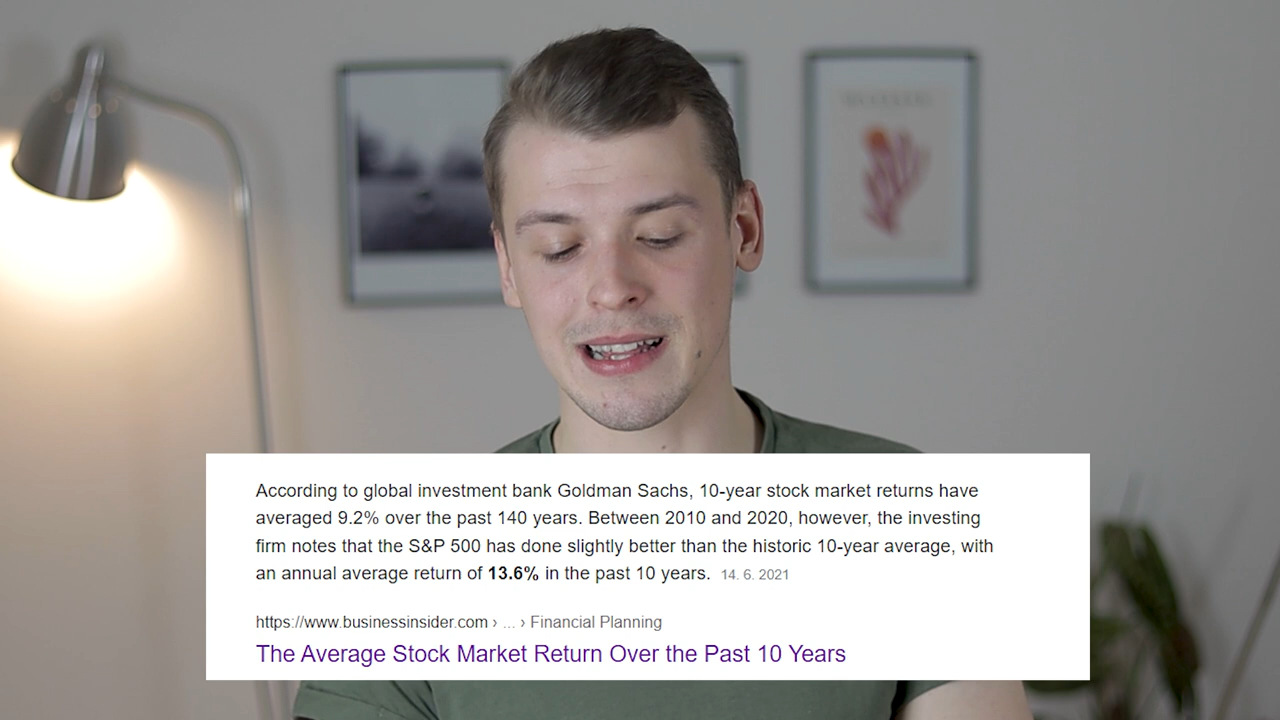 According to global investment bank Goldman Sachs, 10-year stock market returns have
averaged 9.2% over the past 140 years. Between 2010 and 2020, however, the investing
firm notes that the S&P 500 has done slightly better than the historic 10-year average, with
an annual average return of 13.6% in the past 10 years. 14. 6. 2021
https://www.businessinsider.com › ... › Financial Planning
The Average Stock Market Return Over the Past 10 Years